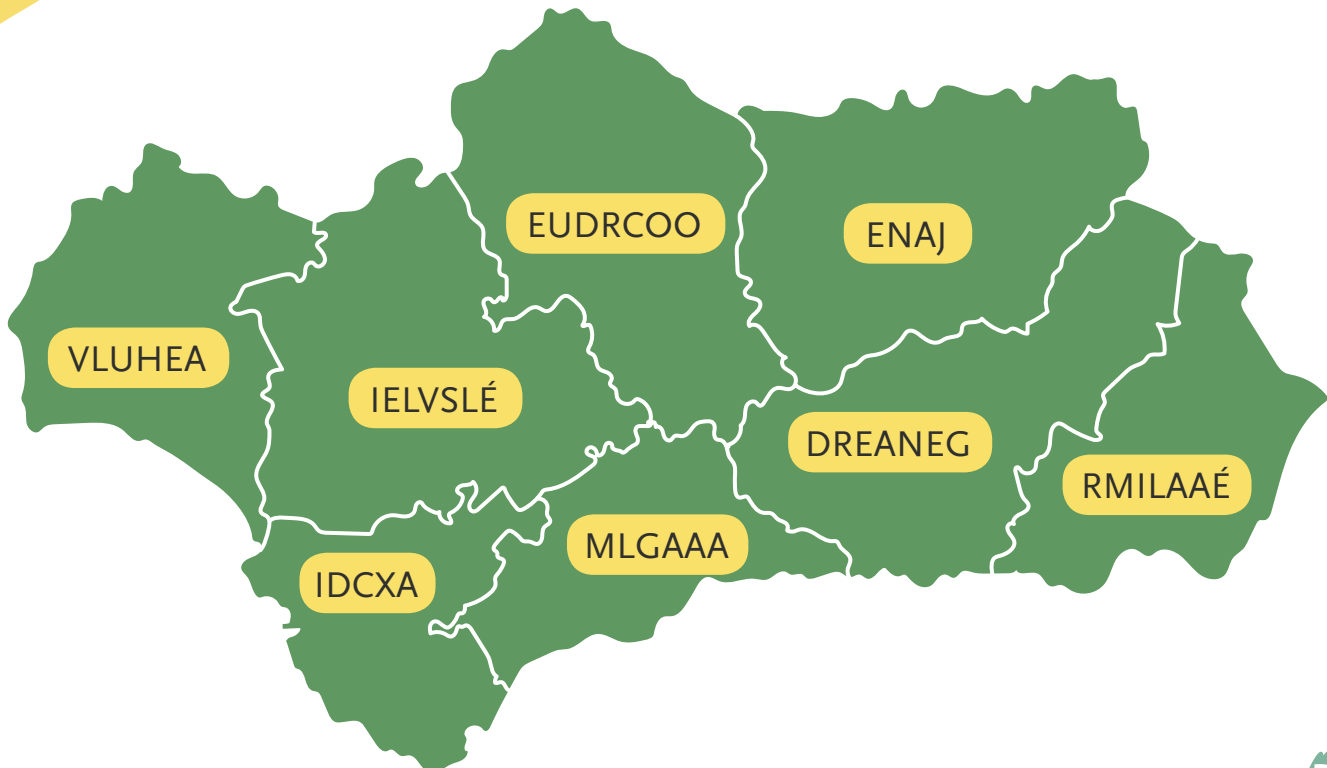 EUDRCOO
ENAJ
VLUHEA
IELVSLÉ
DREANEG
RMILAAÉ
MLGAAA
IDCXA